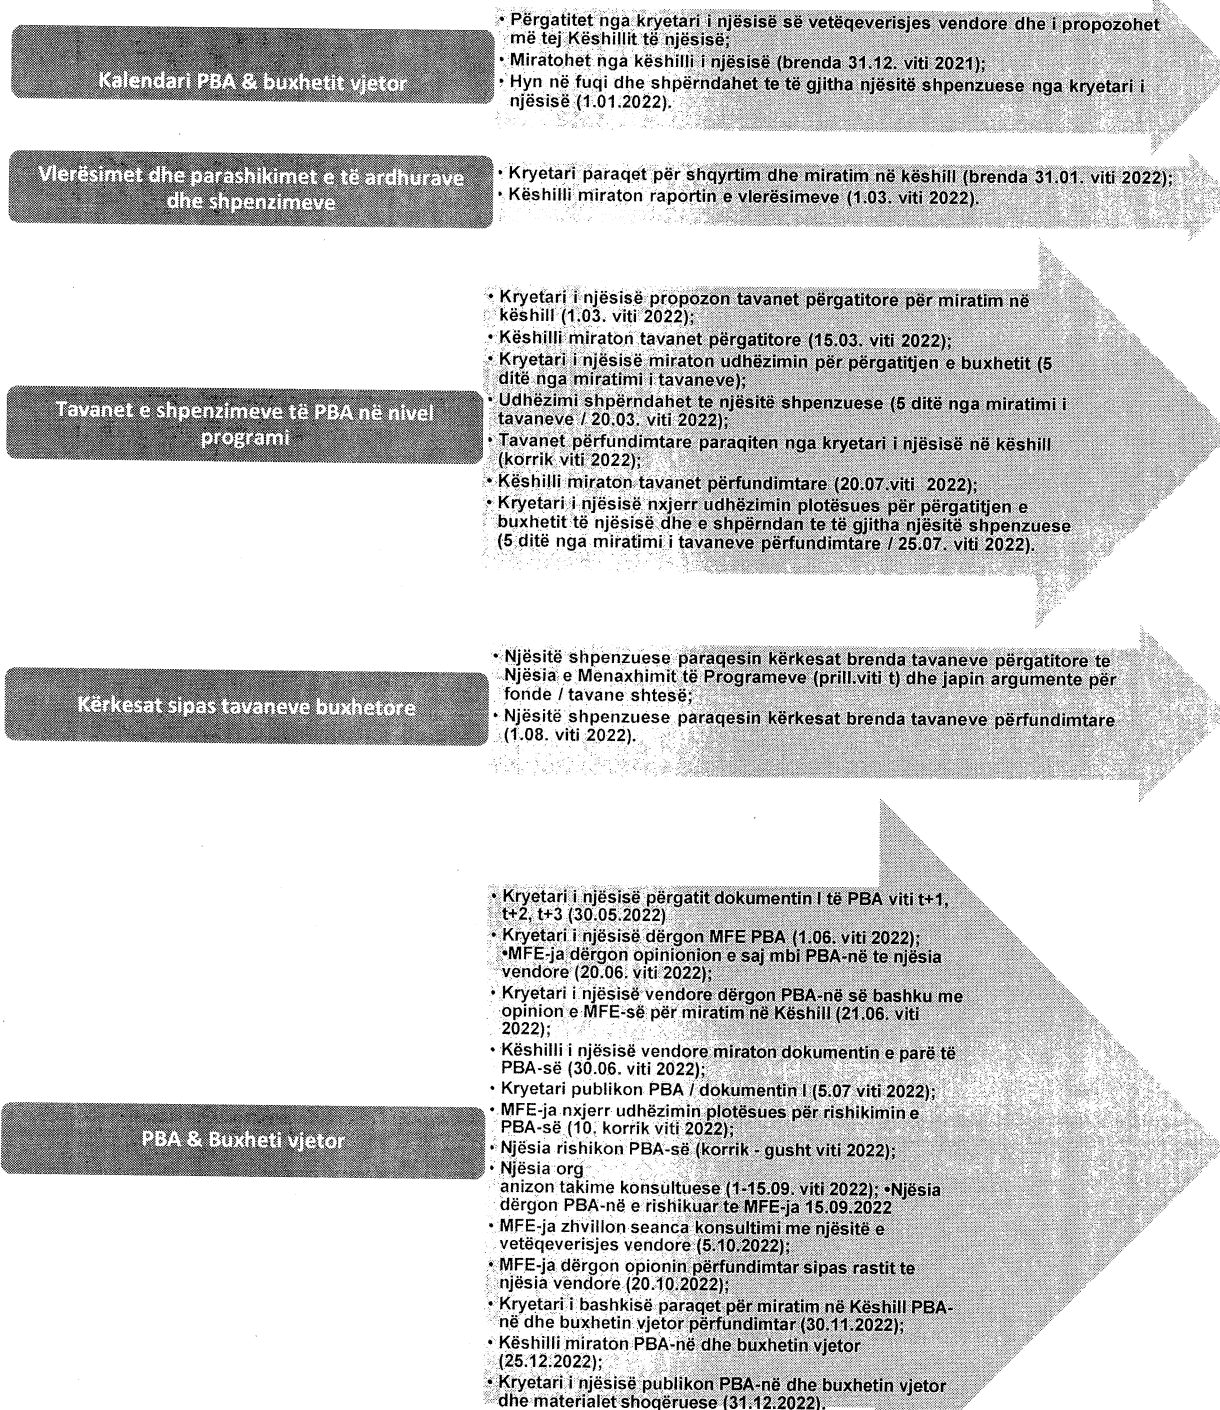 Kalendari PBA & buxhetit vjetor
• Përgatitet nga kryetari i njësisë së vetëqeverisjes vendore dhe i propozohet
më tej Këshillit të njësisë;
• Miratohet nga këshilli i njësisë (brenda 31.12. viti 2021);
• Hyn në fuqi dhe shpërndahet te të gjitha njësitë shpenzuese nga kryetari i
njësisë (1.01.2022).
Vlerësimet dhe parashikimet e të ardhurave
dhe shpenzimeve
• Kryetari paraqet për shqyrtim dhe miratim në këshill (brenda 31.01. viti 2022);
• Këshilli miraton raportin e vlerësimeve (1.03. viti 2022).
Tavanet e shpenzimeve të PBA në nivel
programi
• Kryetari i njësisë propozon tavanet përgatitore për miratim në
këshill (1.03. viti 2022);
• Këshilli miraton tavanet përgatitore (15.03. viti 2022);
• Kryetari i njësisë miraton udhëzimin për përgatitjen e buxhetit (5
ditë nga miratimi i tavaneve);
• Udhëzimi shpërndahet te njësitë shpenzuese (5 ditë nga miratimi i
tavaneve / 20.03. viti 2022);
• Tavanet përfundimtare paraqiten nga kryetari i njësisë në këshill
(korrik viti 2022);
• Këshilli miraton tavanet përfundimtare (20.07.viti 2022);
• Kryetari i njësisë nxjerr udhëzimin plotësues për përgatitjen e
buxhetit të njësisë dhe e shpërndan te të gjitha njësitë shpenzuese
(5 ditë nga miratimi i tavaneve përfundimtare / 25.07. viti 2022).
Kërkesat sipas tavaneve buxhetore
• Njësitë shpenzuese paraqesin kërkesat brenda tavaneve përgatitore te
Njësia e Menaxhimit të Programeve (prill.viti t) dhe japin argumente për
fonde / tavane shtesë;
• Njësitë shpenzuese paraqesin kërkesat brenda tavaneve përfundimtare
(1.08. viti 2022).
PBA & Buxheti vjetor
• Kryetari i njësisë përgatit dokumentin I të PBA viti t+1,
t+2, t+3 (30.05.2022)
• Kryetari i njësisë dërgon MFE PBA (1.06. viti 2022);
•MFE-ja dërgon opinionion e saj mbi PBA-në te njësia
vendore (20.06. viti 2022);
• Kryetari i njësisë vendore dërgon PBA-në së bashku me
opinion e MFE-së për miratim në Këshill (21.06. viti
2022);
• Këshilli i njësisë vendore miraton dokumentin e parë të
PBA-së (30.06. viti 2022);
• Kryetari publikon PBA / dokumentin I (5.07 viti 2022);
• MFE-ja nxjerr udhëzimin plotësues për rishikimin e
PBA-së (10. korrik viti 2022);
• Njësia rishikon PBA-së (korrik - gusht viti 2022);
• Njësia org
anizon takime konsultuese (1-15.09. viti 2022); •Njësia
dërgon PBA-në e rishikuar te MFE-ja 15.09.2022
• MFE-ja zhvillon seanca konsultimi me njësitë e
vetëqeverisjes vendore (5.10.2022);
• MFE-ja dërgon opionin përfundimtar sipas rastit te
njësia vendore (20.10.2022);
• Kryetari i bashkisë paraqet për miratim në Këshill PBA-
në dhe buxhetin vjetor përfundimtar (30.11.2022);
• Këshilli miraton PBA-në dhe buxhetin vjetor
(25.12.2022);
• Kryetari i njësisë publikon PBA-në dhe buxhetin vjetor
dhe materialet shoqëruese (31.12.2022).